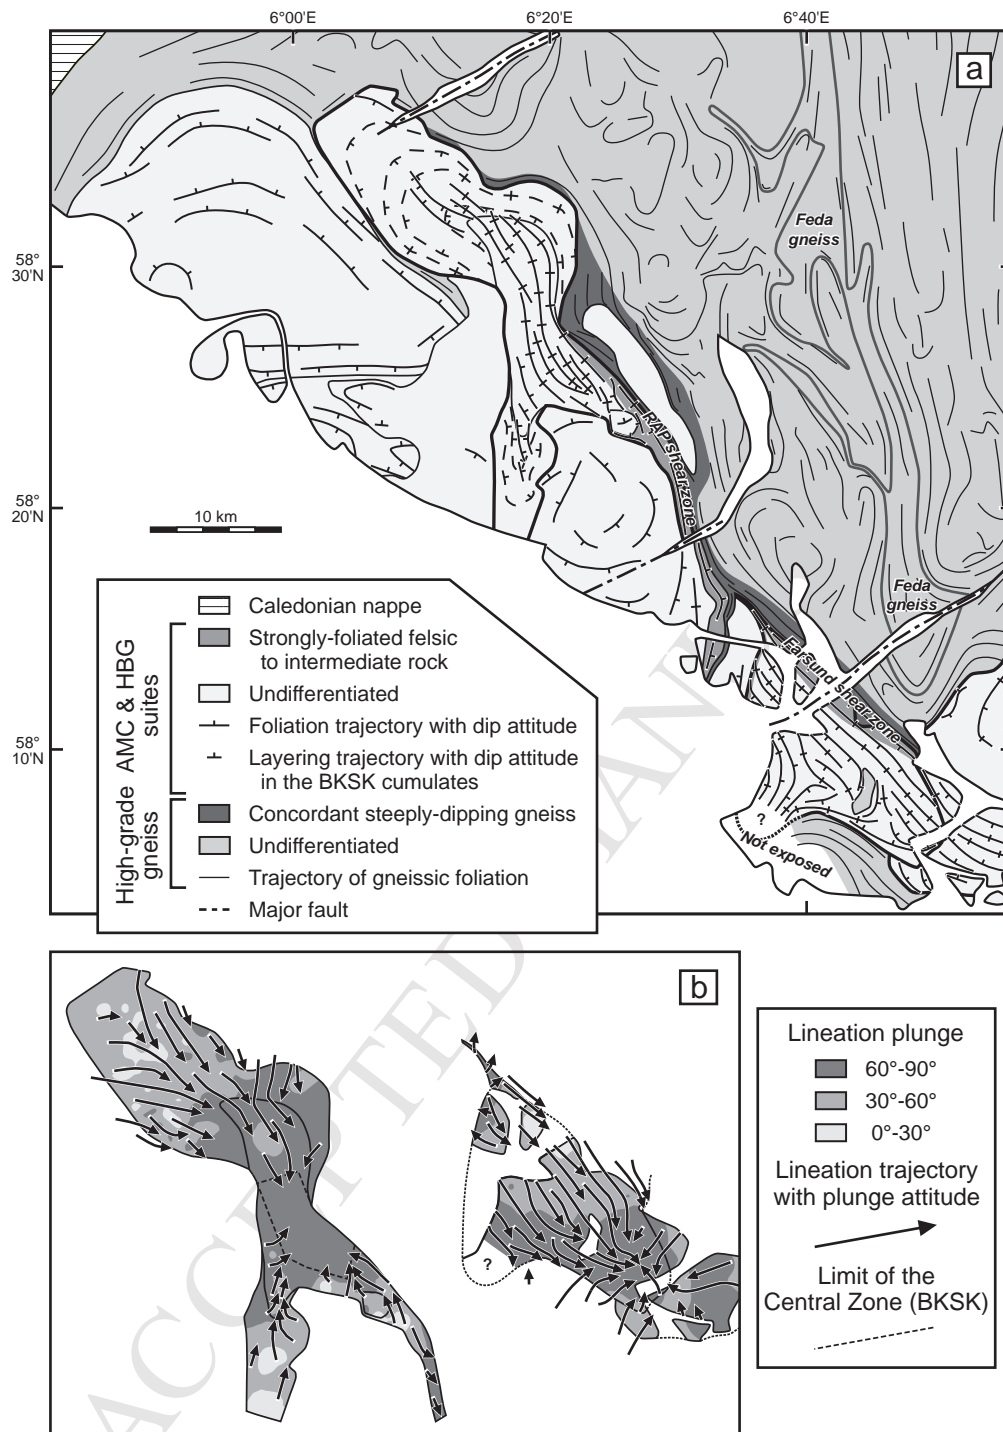 6°00'E 6°20'E 6°40'E
a
Feda
gneiss
58°
30'N
RAP shear zone
58°
20'N
10 km
Feda
gneiss
Farsund shear zone
58°
10'N
?
Not exposed
AMC & HBG
suites
High-grade
gneiss
Caledonian nappe
Strongly-foliated felsic
to intermediate rock
Undifferentiated
Foliation trajectory with dip attitude
Layering trajectory with dip attitude
in the BKSK cumulates
Concordant steeply-dipping gneiss
Undifferentiated
Trajectory of gneissic foliation
Major fault
b
?
Lineation plunge
60°-90°
30°-60°
0°-30°
Lineation trajectory
with plunge attitude
Limit of the
Central Zone (BKSK)